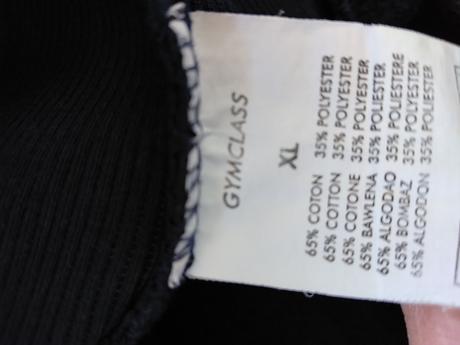 GYMCLASS
XL
65% COTON 35% POLYESTER
65% COTTON 35% POLYESTER
65% COTONE 35% POLYESTER
65% BAWLENA 35% POLIESTER
65% ALGODAO 35% POLIESTERE
65% BOMBAZ 35% POLYESTER
65% ALGODON 35% POLIESTER